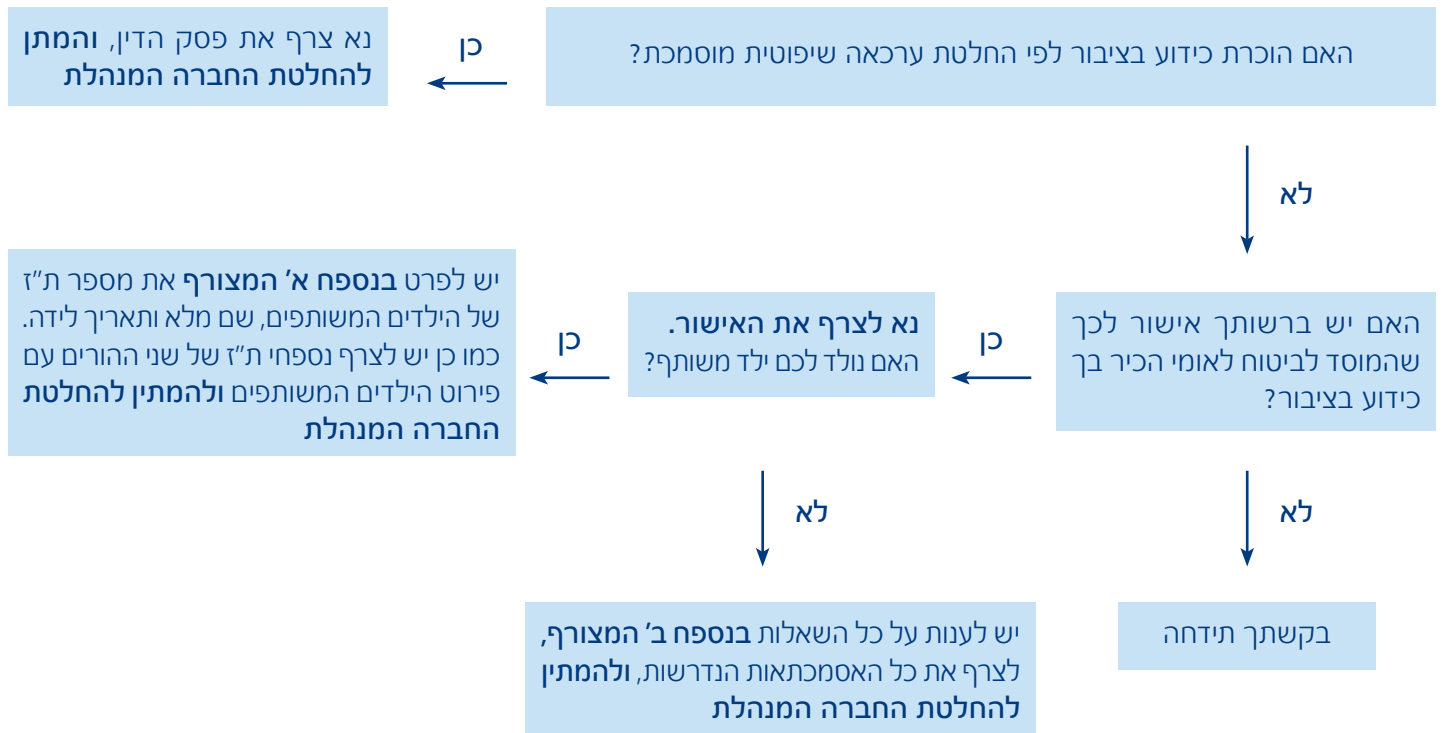 האם הוכרת כידוע בציבור לפי החלטת ערכאה שיפוטית מוסמכת?
כן
נא צרף את פסק הדין, והמתן
להחלטת החברה המנהלת
לא
האם יש ברשותך אישור לכך
שהמוסד לביטוח לאומי הכיר בך
כידוע בציבור?
כן
נא לצרף את האישור.
האם נולד לכם ילד משותף?
כן
יש לפרט בנספח א' המצורף את מספר ת"ז
של הילדים המשותפים, שם מלא ותאריך לידה.
כמו כן יש לצרף נספחי ת"ז של שני ההורים עם
פירוט הילדים המשותפים ולהמתין להחלטת
החברה המנהלת
לא
לא
בקשתך תידחה
יש לענות על כל השאלות בנספח ב' המצורף,
לצרף את כל האסמכתאות הנדרשות, ולהמתין
להחלטת החברה המנהלת